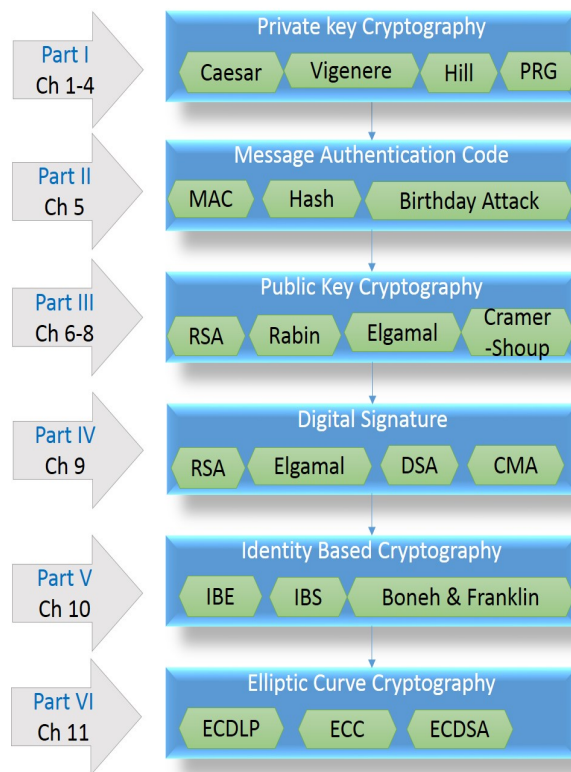 Part I
Ch 1-4
Private key Cryptography
Caesar
Vigenere
Hill
PRG
Part II
Ch 5
Message Authentication Code
MAC
Hash
Birthday Attack
Part III
Ch 6-8
Public Key Cryptography
RSA
Rabin
Elgamal
Cramer
-Shoup
Part IV
Ch 9
Digital Signature
RSA
Elgamal
DSA
CMA
Part V
Ch 10
Identity Based Cryptography
IBE
IBS
Boneh & Franklin
Part VI
Ch 11
Elliptic Curve Cryptography
ECDLP
ECC
ECDSA